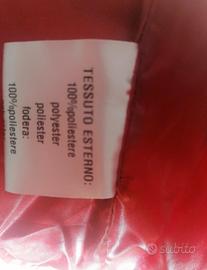 TESSUTO ESTERNO:
100%poliestere
polyester
poliester
fodera:
100%poliestere
subito